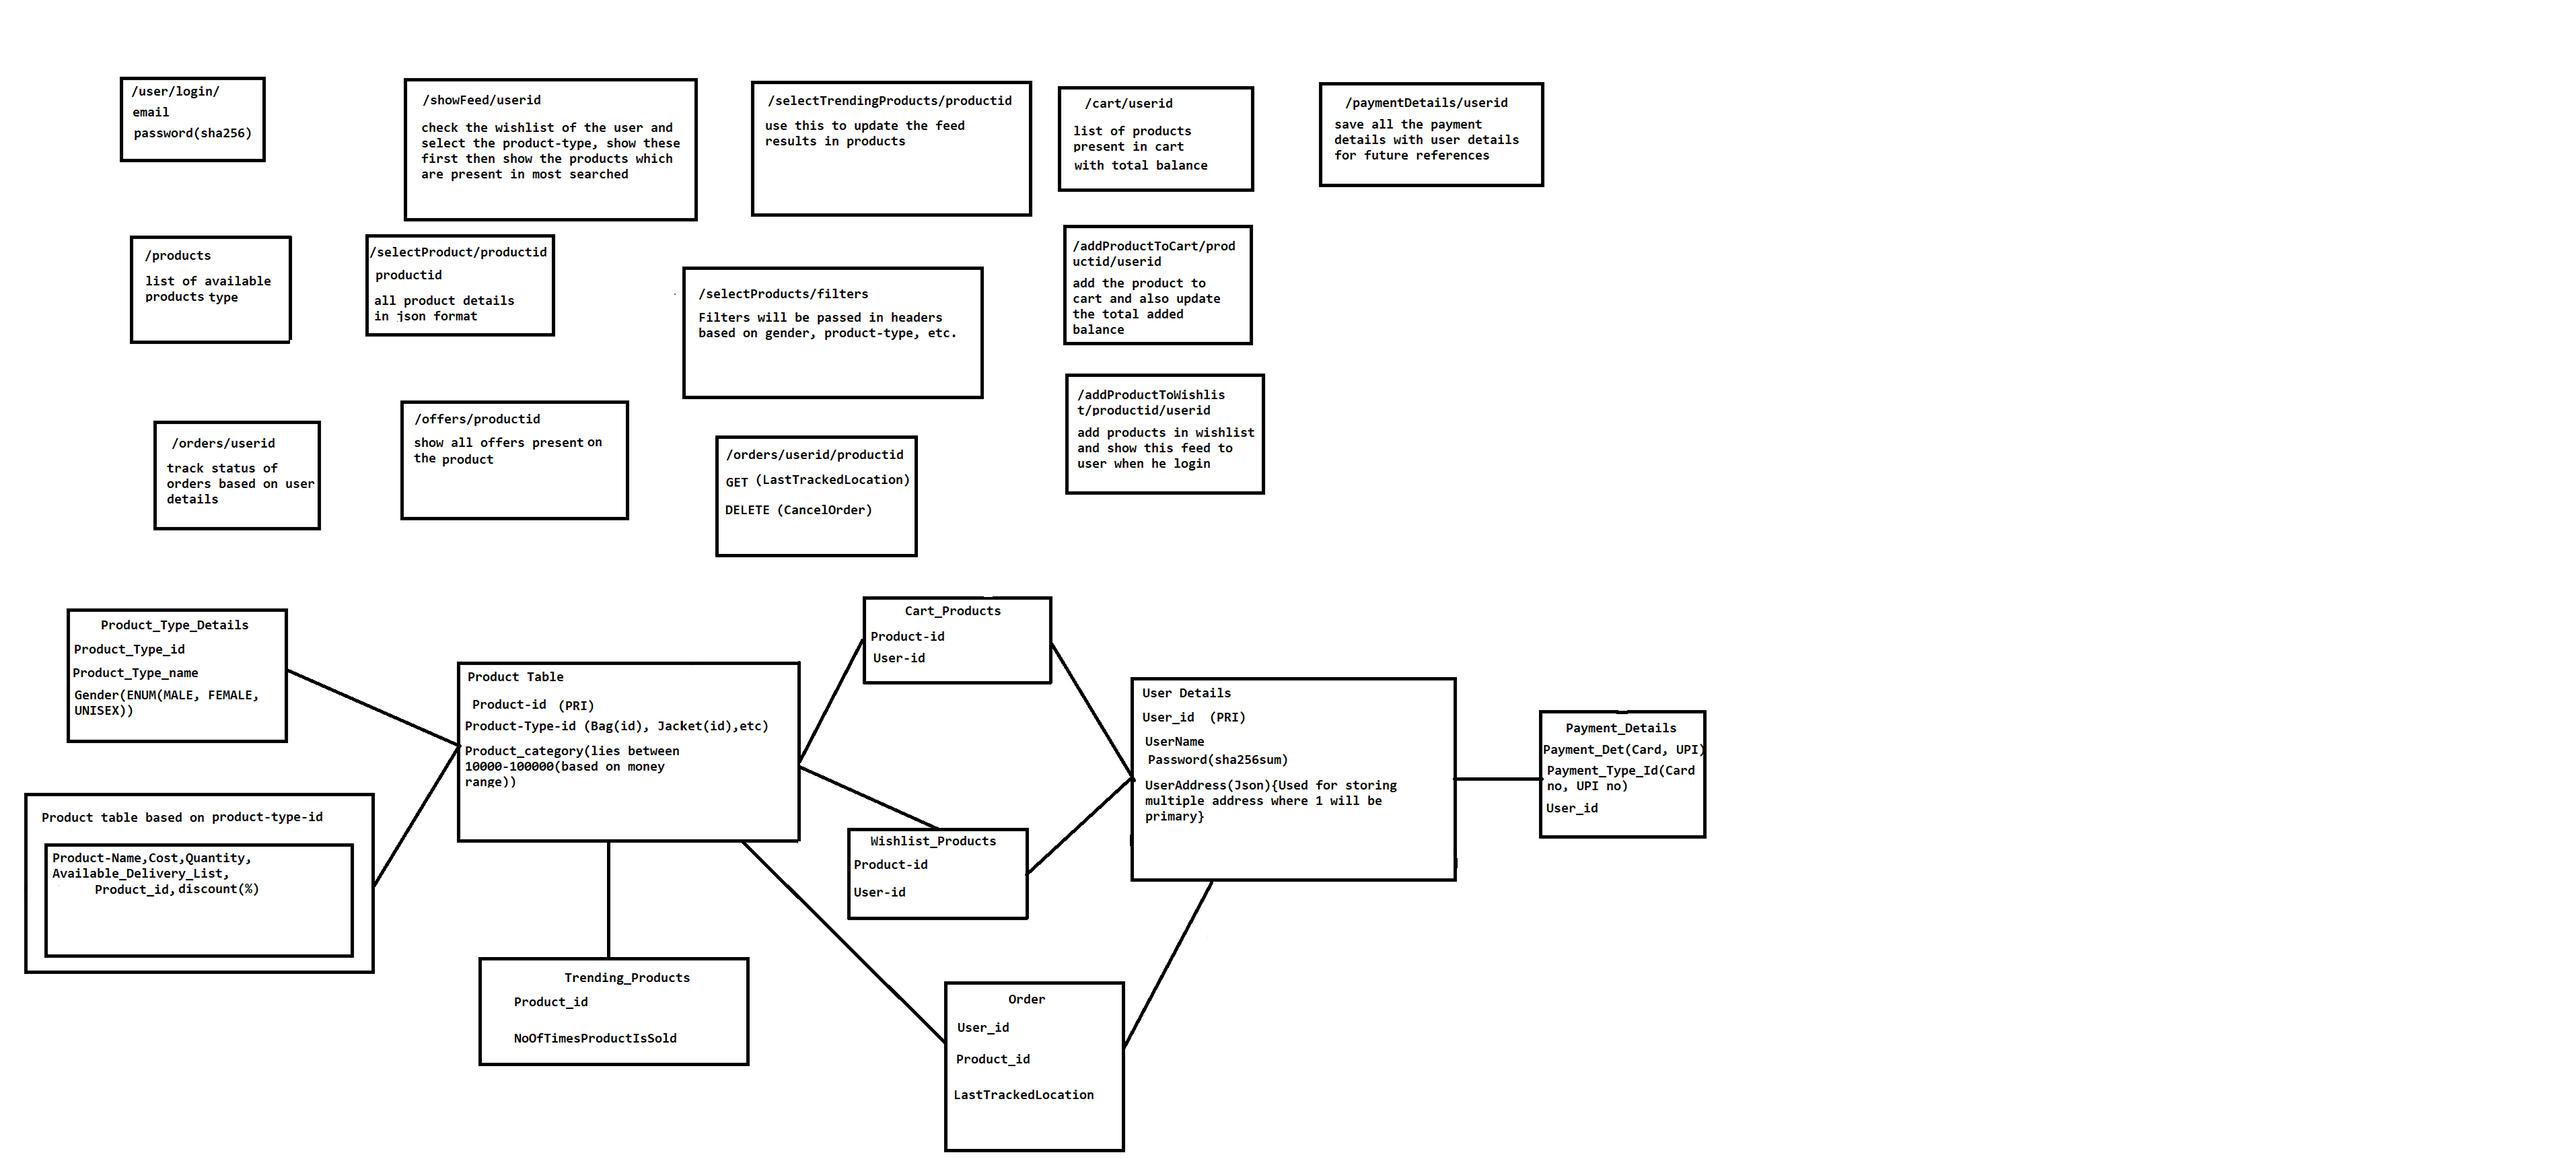 /user/login/
email
password(sha256)
/showFeed/userid
check the wishlist of the user and
select the product-type, show these
first then show the products which
are present in most searched
/selectTrendingProducts/productid
use this to update the feed
results in products
/cart/userid
list of products
present in cart
with total balance
/paymentDetails/userid
save all the payment
details with user details
for future references
/products
list of available
products type
/selectProduct/productid
productid
all product details
in json format
/selectProducts/filters
Filters will be passed in headers
based on gender, product-type, etc.
/addProductToCart/prod
uctid/userid
add the product to
cart and also update
the total added
balance
/orders/userid
track status of
orders based on user
details
/offers/productid
show all offers present on
the product
/orders/userid/productid
GET (LastTrackedLocation)
DELETE (CancelOrder)
/addProductToWishlis
t/productid/userid
add products in wishlist
and show this feed to
user when he login
Product_Type_Details
Product_Type_id
Product_Type_name
Gender(ENUM(MALE, FEMALE,
UNISEX))
Product table based on product-type-id
Product-Name,Cost,Quantity,
Available_Delivery_List,
Product_id, discount(%)
Product Table
Product-id (PRI)
Product-Type-id (Bag(id), Jacket(id),etc)
Product_category(lies between
10000-100000(based on money
range))
Trending_Products
Product_id
NoOfTimesProductIsSold
Cart_Products
Product-id
User-id
Wishlist_Products
Product-id
User-id
Order
User_id
Product_id
LastTrackedLocation
User Details
User_id (PRI)
UserName
Password(sha256sum)
UserAddress(Json){Used for storing
multiple address where 1 will be
primary}
Payment_Details
Payment_Det(Card, UPI)
Payment_Type_Id(Card
no, UPI no)
User_id